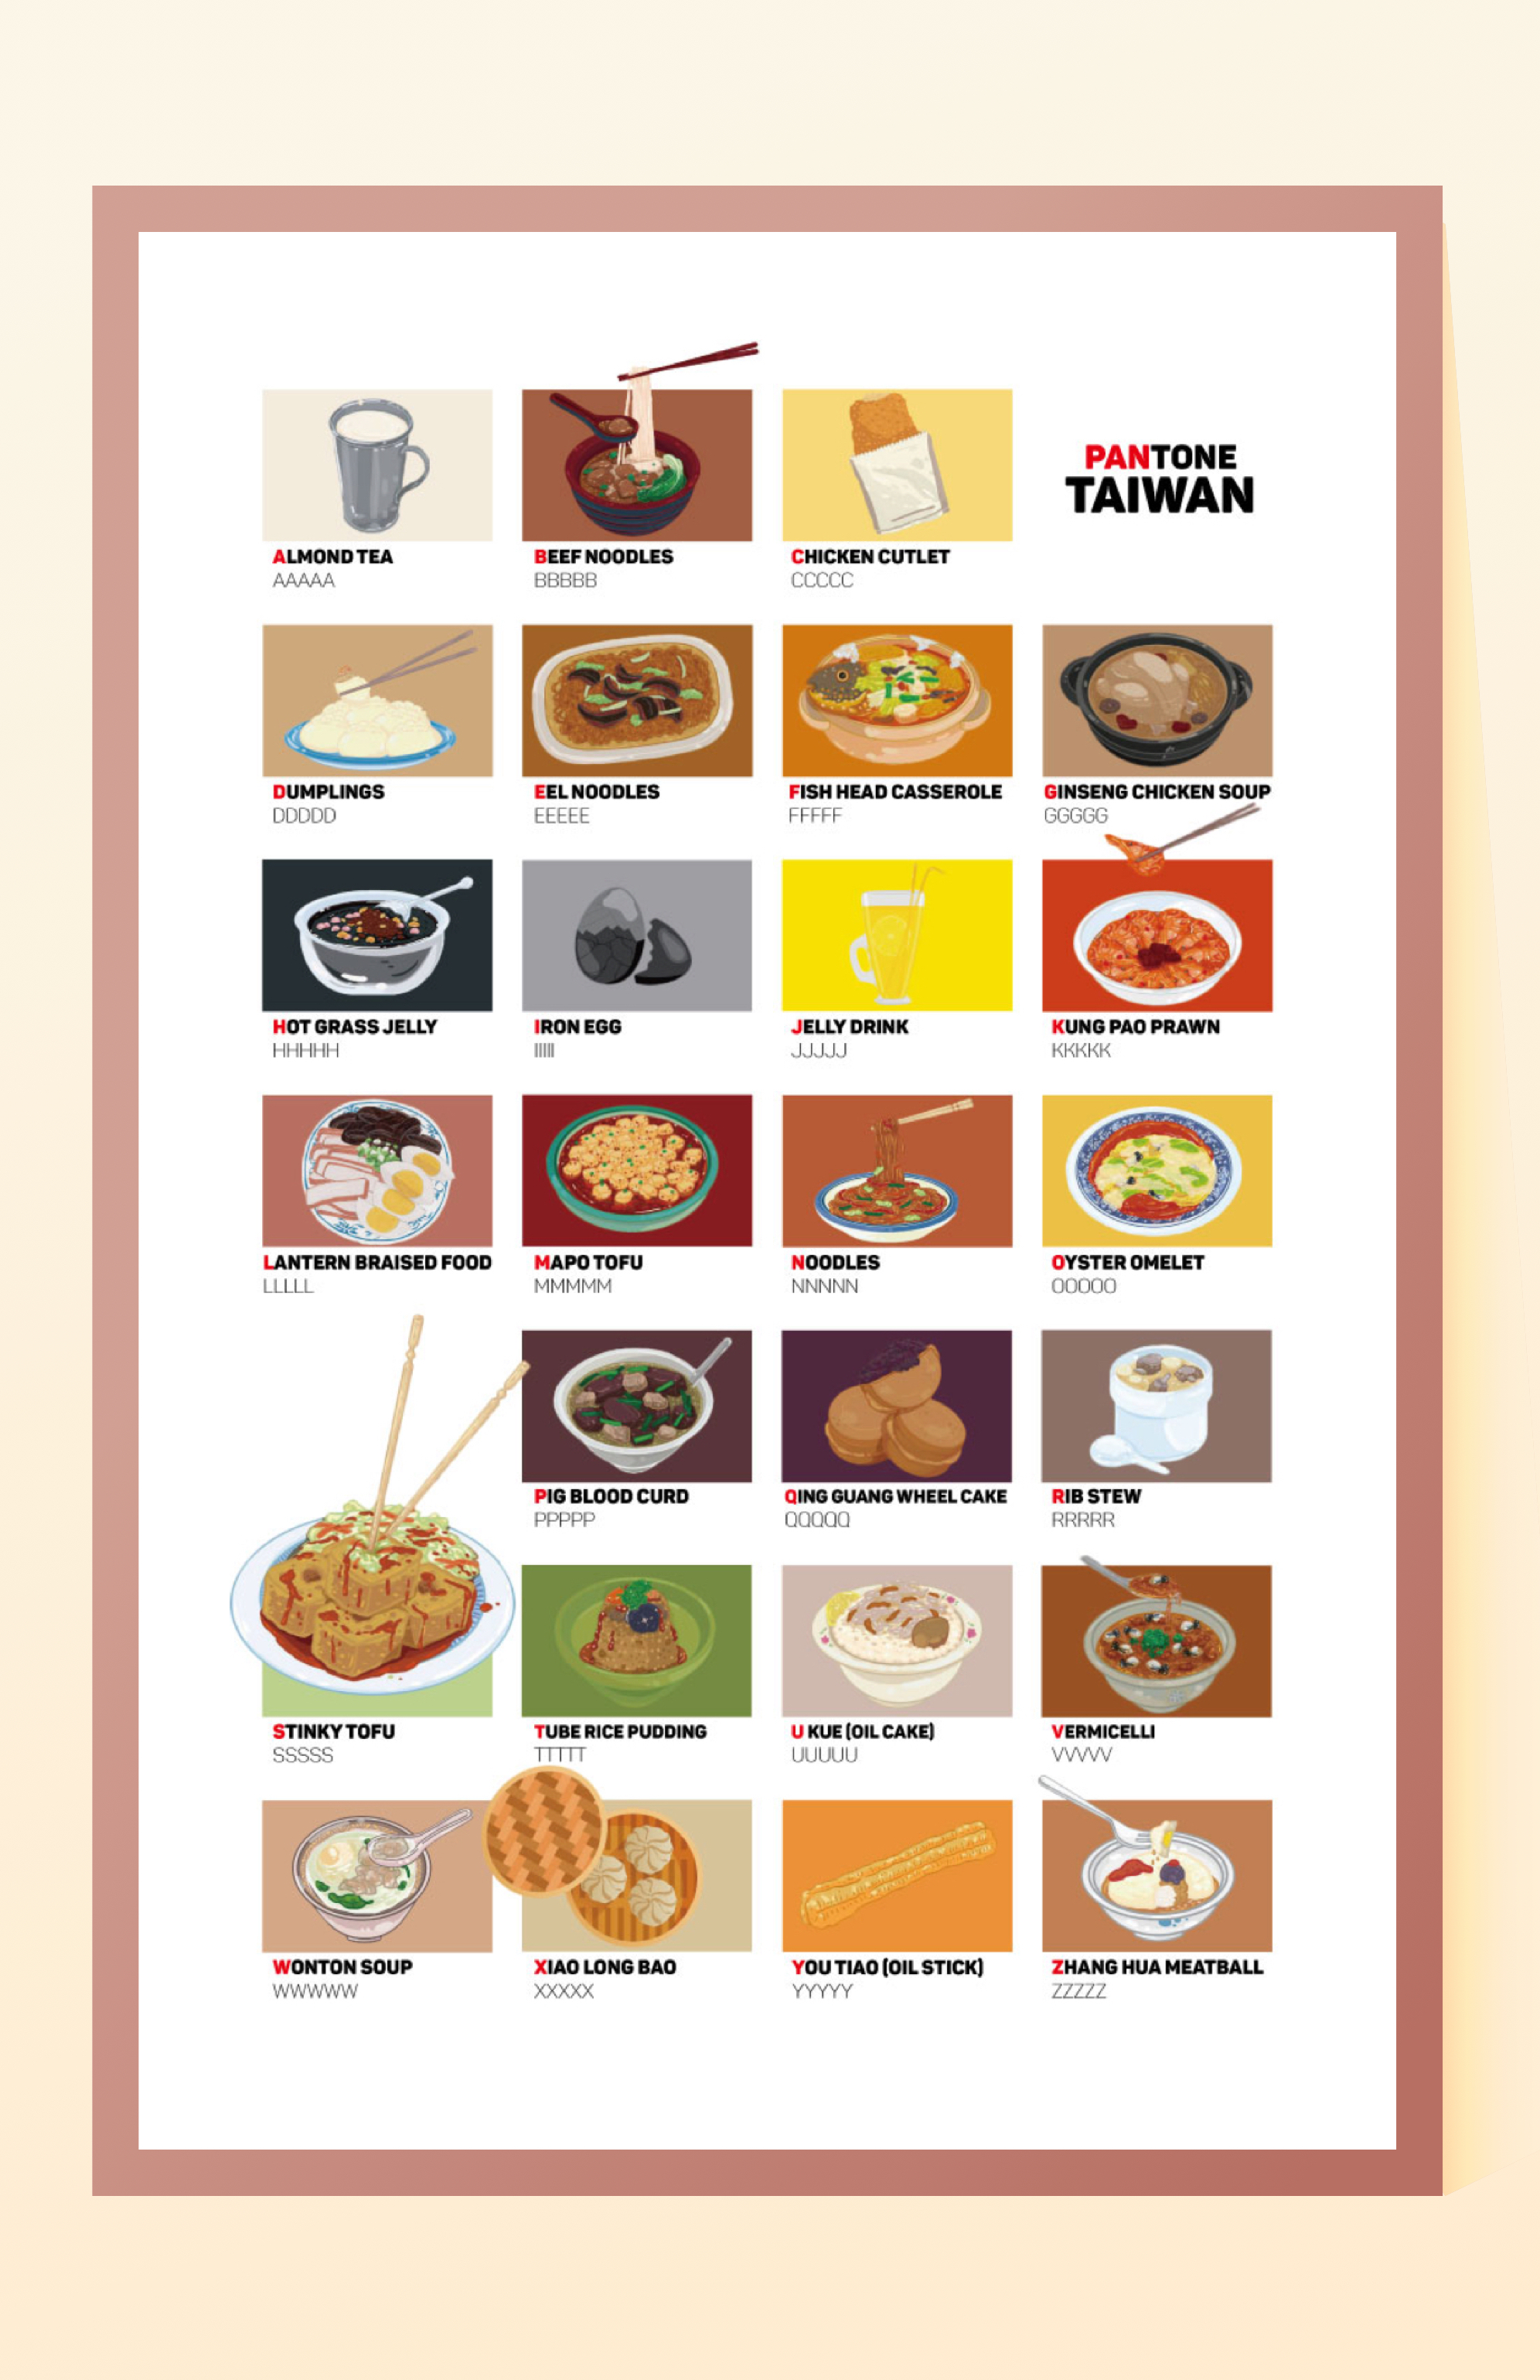 PANTONE
TAIWAN
ALMOND TEA
AAAAA
BEEF NOODLES
BBBBB
CHICKEN CUTLET
CCCCC
DUMPLINGS
DDDDD
EEL NOODLES
EEEEE
FISH HEAD CASSEROLE
FFFFF
GINSENG CHICKEN SOUP
GGGGG
HOT GRASS JELLY
HHHHH
IRON EGG
IIIII
JELLY DRINK
JJJJJ
KUNG PAO PRAWN
KKKKK
LANTERN BRAISED FOOD
LLLLL
MAPO TOFU
MMMMM
NOODLES
NNNNN
OYSTER OMELET
OOOOO
PIG BLOOD CURD
PPPPP
QING GUANG WHEEL CAKE
QQQQQ
RIB STEW
RRRRR
STINKY TOFU
SSSSS
TUBE RICE PUDDING
TTTTT
U KUE (OIL CAKE)
UUUUU
VERMICELLI
VVVVV
WONTON SOUP
WWWWW
XIAO LONG BAO
XXXXX
YOU TIAO (OIL STICK)
YYYYY
ZHANG HUA MEATBALL
ZZZZZ